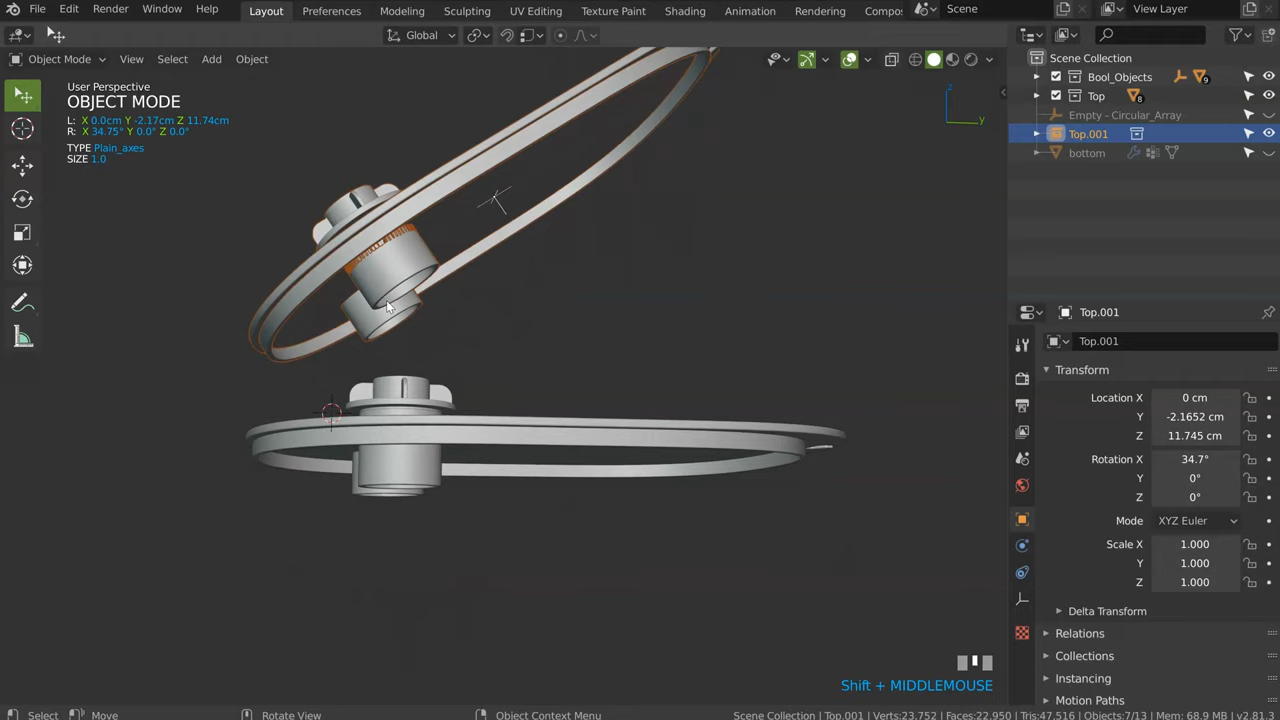 File Edit Render Window Help Layout Preferences Modeling Sculpting UV Editing Texture Paint Shading Animation Rendering Compos Scene View Layer
Global
Object Mode View Select Add Object
User Perspective
OBJECT MODE
L: X 0.0cm Y -2.17cm Z 11.74cm
R: X 34.75° Y 0.0° Z 0.0°
TYPE Plain_axes
SIZE 1.0
z
y
Scene Collection
Bool_Objects 9
Top 8
Empty - Circular_Array
Top.001
bottom
Top.001
Top.001
Transform
Location X 0 cm
Y -2.1652 cm
Z 11.745 cm
Rotation X 34.7°
Y 0°
Z 0°
Mode XYZ Euler
Scale X 1.000
Y 1.000
Z 1.000
Delta Transform
Relations
Collections
Instancing
Motion Paths
Shift + MIDDLEMOUSE
Select Move Rotate View Object Context Menu Scene Collection | Top.001 | Verts:23,752 | Faces:22,950 | Tris:47,516 | Objects:7/13 | Mem: 68.9 MB | v2.81.3